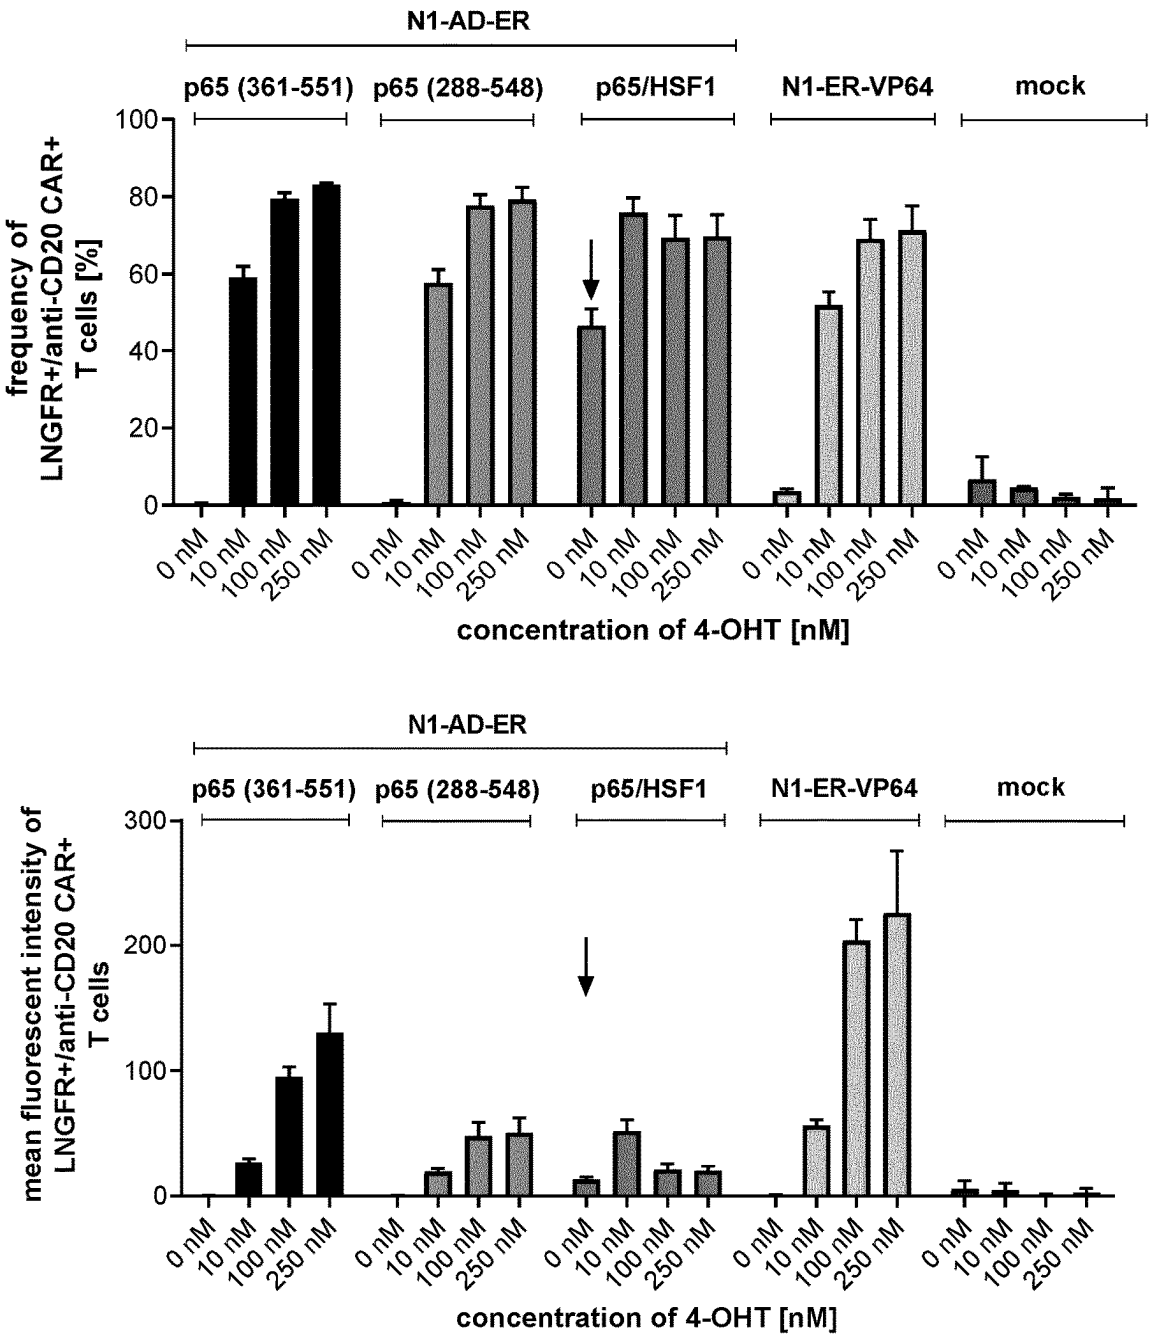 N1-AD-ER
p65 (361-551) p65 (288-548) p65/HSF1 N1-ER-VP64 mock
frequency of
LNGFR+/anti-CD20 CAR+
T cells [%]
100
80
60
40
20
0
0 nM 10 nM 100 nM 250 nM 0 nM 10 nM 100 nM 250 nM 0 nM 10 nM 100 nM 250 nM 0 nM 10 nM 100 nM 250 nM 0 nM 10 nM 100 nM 250 nM
concentration of 4-OHT [nM]
N1-AD-ER
p65 (361-551) p65 (288-548) p65/HSF1 N1-ER-VP64 mock
mean fluorescent intensity of
LNGFR+/anti-CD20 CAR+
T cells
300
200
100
0
0 nM 10 nM 100 nM 250 nM 0 nM 10 nM 100 nM 250 nM 0 nM 10 nM 100 nM 250 nM 0 nM 10 nM 100 nM 250 nM 0 nM 10 nM 100 nM 250 nM
concentration of 4-OHT [nM]